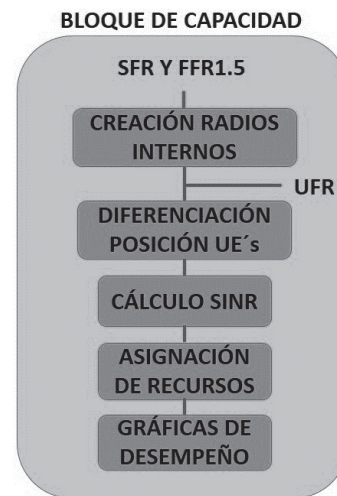 BLOQUE DE CAPACIDAD
SFR Y FFR1.5
CREACIÓN RADIOS
INTERNOS
UFR
DIFERENCIACIÓN
POSICIÓN UE´s
CÁLCULO SINR
ASIGNACIÓN
DE RECURSOS
GRÁFICAS DE
DESEMPEÑO